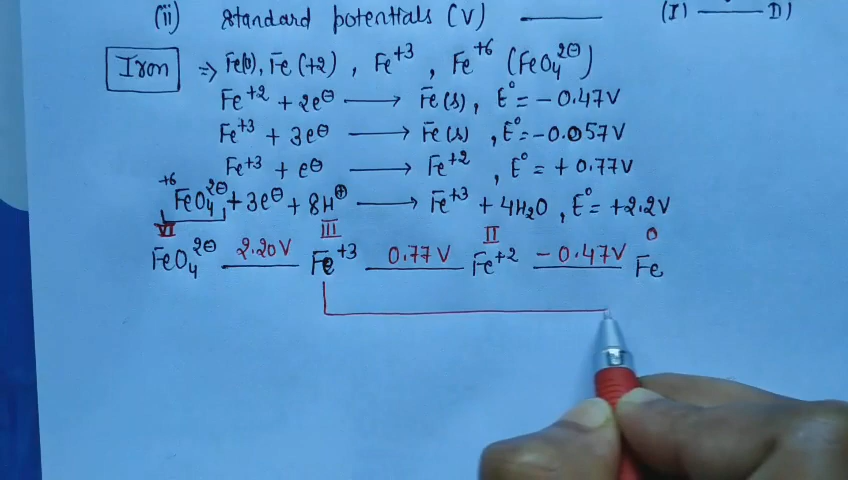 (ii) standard potentials (V) ——— (I) —— D)
Iron ⇒ Fe(0), Fe (+2), Fe+3, Fe+6 (FeO4 2⊖)
Fe+2 + 2e⊖ → Fe(s), E°= -0.47V
Fe+3 + 3e⊖ → Fe(s), E°=-0.057V
Fe+3 + e⊖ → Fe+2, E° = +0.77V
+6
FeO4 2⊖ + 3e⊖ + 8H⊕ → Fe+3 + 4H2O, E°= +2.2V
VI III II 0
FeO4 2⊖ 2.20V Fe+3 0.77V Fe+2 -0.47V Fe